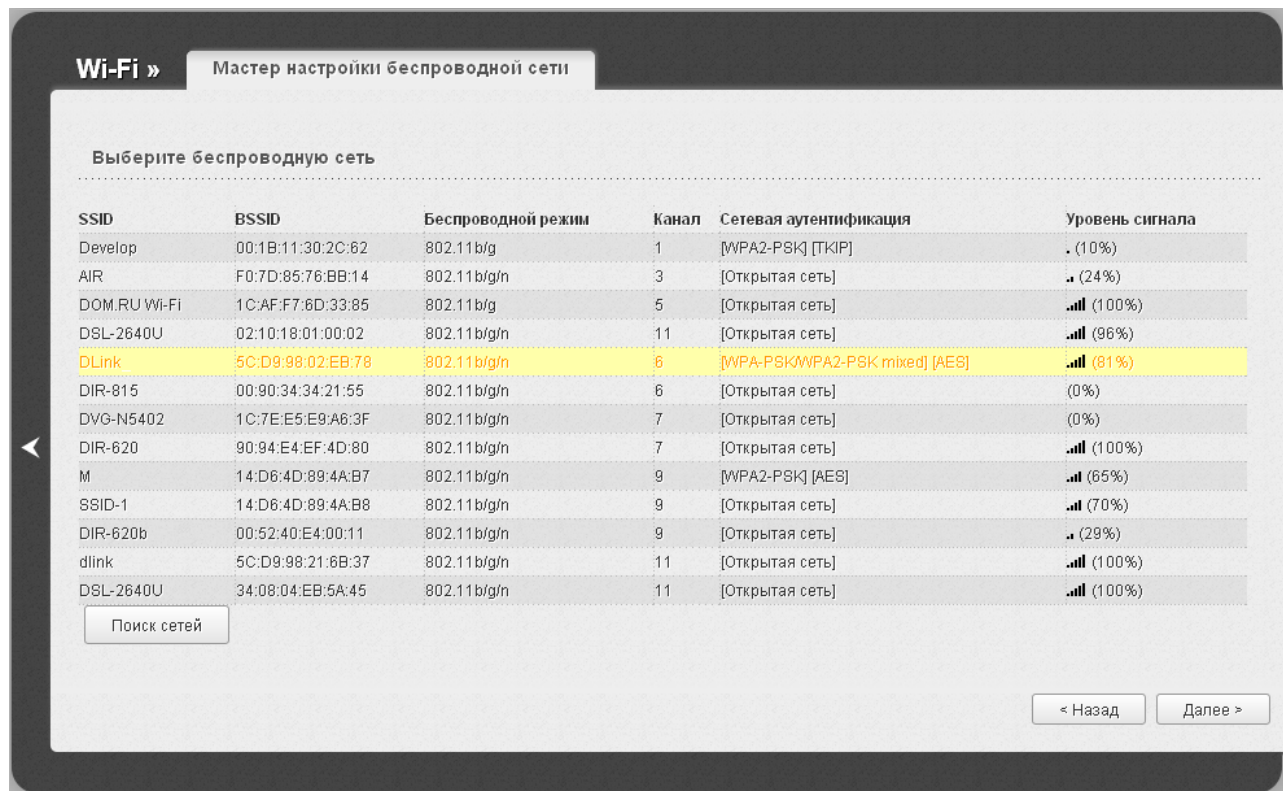 Wi-Fi » Мастер настройки беспроводной сети
Выберите беспроводную сеть
SSID BSSID Беспроводной режим Канал Сетевая аутентификация Уровень сигнала
Develop 00:1B:11:30:2C:62 802.11b/g 1 [WPA2-PSK] [TKIP] (10%)
AIR F0:7D:85:76:BB:14 802.11b/g/n 3 [Открытая сеть] (24%)
DOM.RU Wi-Fi 1C:AF:F7:6D:33:85 802.11b/g 5 [Открытая сеть] (100%)
DSL-2640U 02:10:18:01:00:02 802.11b/g/n 11 [Открытая сеть] (96%)
DLink 5C:D9:98:02:EB:78 802.11b/g/n 6 [WPA-PSK/WPA2-PSK mixed] [AES] (81%)
DIR-815 00:90:34:34:21:55 802.11b/g/n 6 [Открытая сеть] (0%)
DVG-N5402 1C:7E:E5:E9:A6:3F 802.11b/g/n 7 [Открытая сеть] (0%)
DIR-620 90:94:E4:EF:4D:80 802.11b/g/n 7 [Открытая сеть] (100%)
M 14:D6:4D:89:4A:B7 802.11b/g/n 9 [WPA2-PSK] [AES] (65%)
SSID-1 14:D6:4D:89:4A:B8 802.11b/g/n 9 [Открытая сеть] (70%)
DIR-620b 00:52:40:E4:00:11 802.11b/g/n 9 [Открытая сеть] (29%)
dlink 5C:D9:98:21:6B:37 802.11b/g/n 11 [Открытая сеть] (100%)
DSL-2640U 34:08:04:EB:5A:45 802.11b/g/n 11 [Открытая сеть] (100%)
Поиск сетей
< Назад Далее >